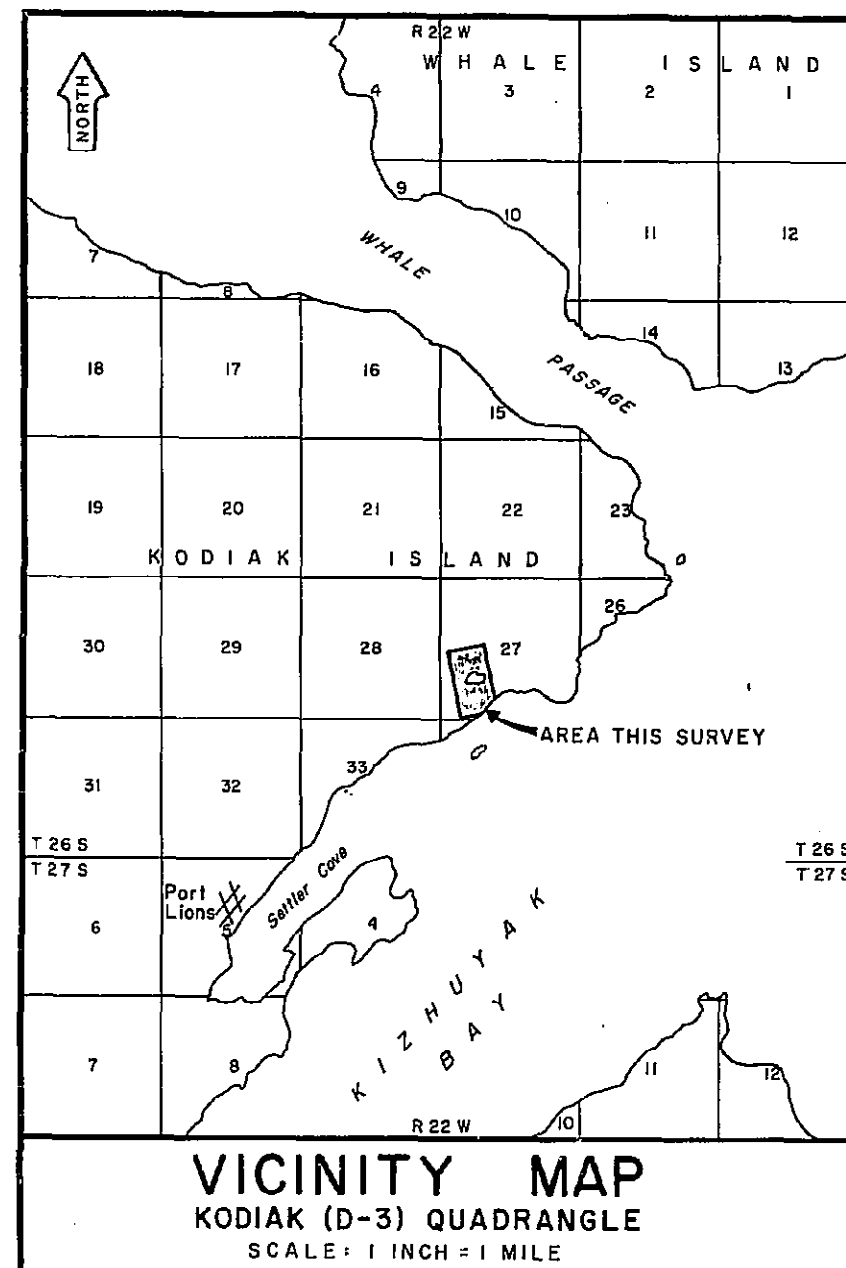 R 22 W
WHALE ISLAND
NORTH
4 3 2 1
9 10 11 12
7 8
WHALE
PASSAGE
14 13
18 17 16 15
19 20 21 22 23
KODIAK ISLAND
26
30 29 28 27
AREA THIS SURVEY
31 32 33
T 26 S
T 27 S
T 26 S
T 27 S
Port
Lions
Settler Cove
6 5 4
KIZHUYAK
BAY
7 8 11 12
10
R 22 W
VICINITY MAP
KODIAK (D-3) QUADRANGLE
SCALE: 1 INCH = 1 MILE